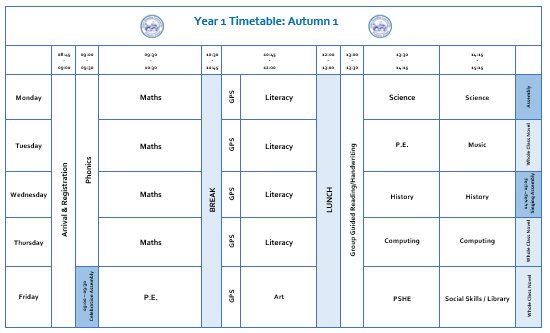 Year 1 Timetable: Autumn 1
08:45 - 09:00
09:00 - 09:30
09:30 - 10:30
10:30 - 10:45
10:45 - 12:00
12:00 - 13:00
13:00 - 13:30
13:30 - 14:15
14:15 - 15:15
Arrival & Registration
Phonics
BREAK
LUNCH
Group Guided Reading/Handwriting
Monday
Maths
GPS
Literacy
Science
Science
Assembly
Tuesday
Maths
GPS
Literacy
P.E.
Music
Whole Class Novel
Wednesday
Maths
GPS
Literacy
History
History
Singing Assembly
Thursday
Maths
GPS
Literacy
Computing
Computing
Whole Class Novel
Friday
09:00 - 09:30
Celebration Assembly
P.E.
GPS
Art
PSHE
Social Skills / Library
Whole Class Novel